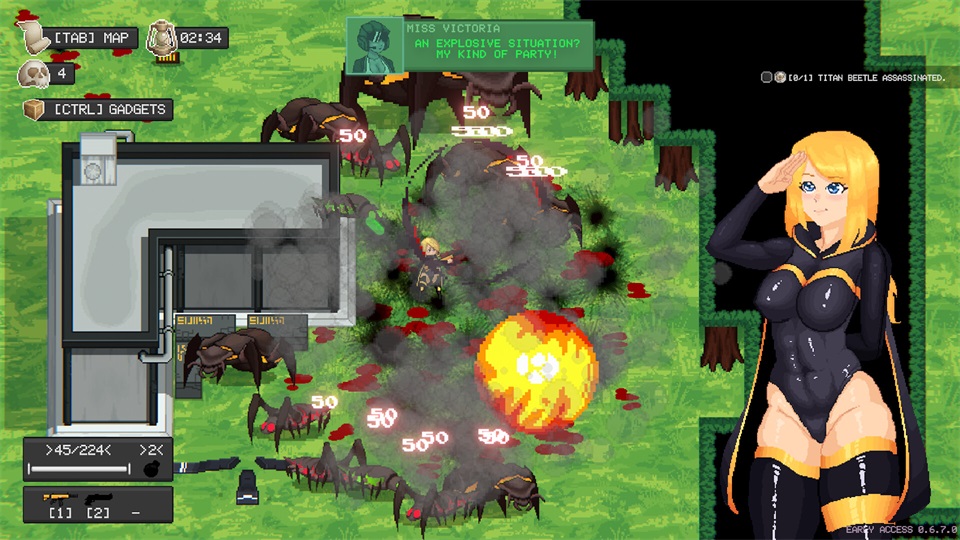 [TAB] MAP
02:34
4
[CTRL] GADGETS
MISS VICTORIA
AN EXPLOSIVE SITUATION?
MY KIND OF PARTY!
[0/1] TITAN BEETLE ASSASSINATED.
50
50
50
50
50
50
50
50
>45/224<
>2<
[1] [2] -
EARLY ACCESS 0.6.7.0